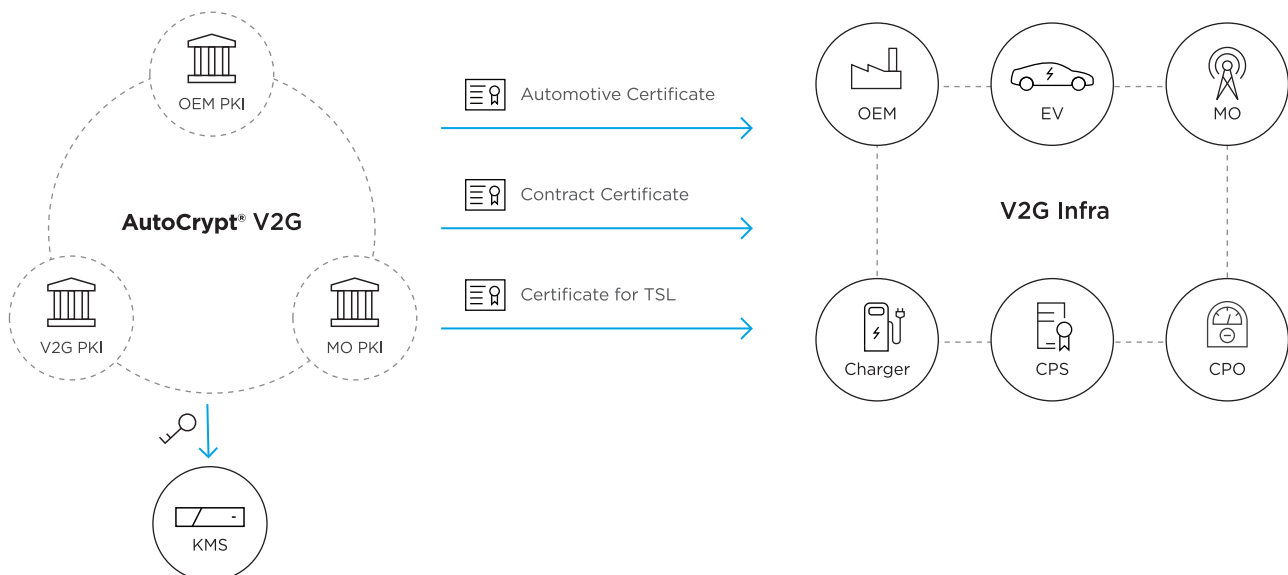 OEM PKI
AutoCrypt® V2G
V2G PKI
MO PKI
KMS
Automotive Certificate
Contract Certificate
Certificate for TSL
OEM
EV
MO
V2G Infra
Charger
CPS
CPO